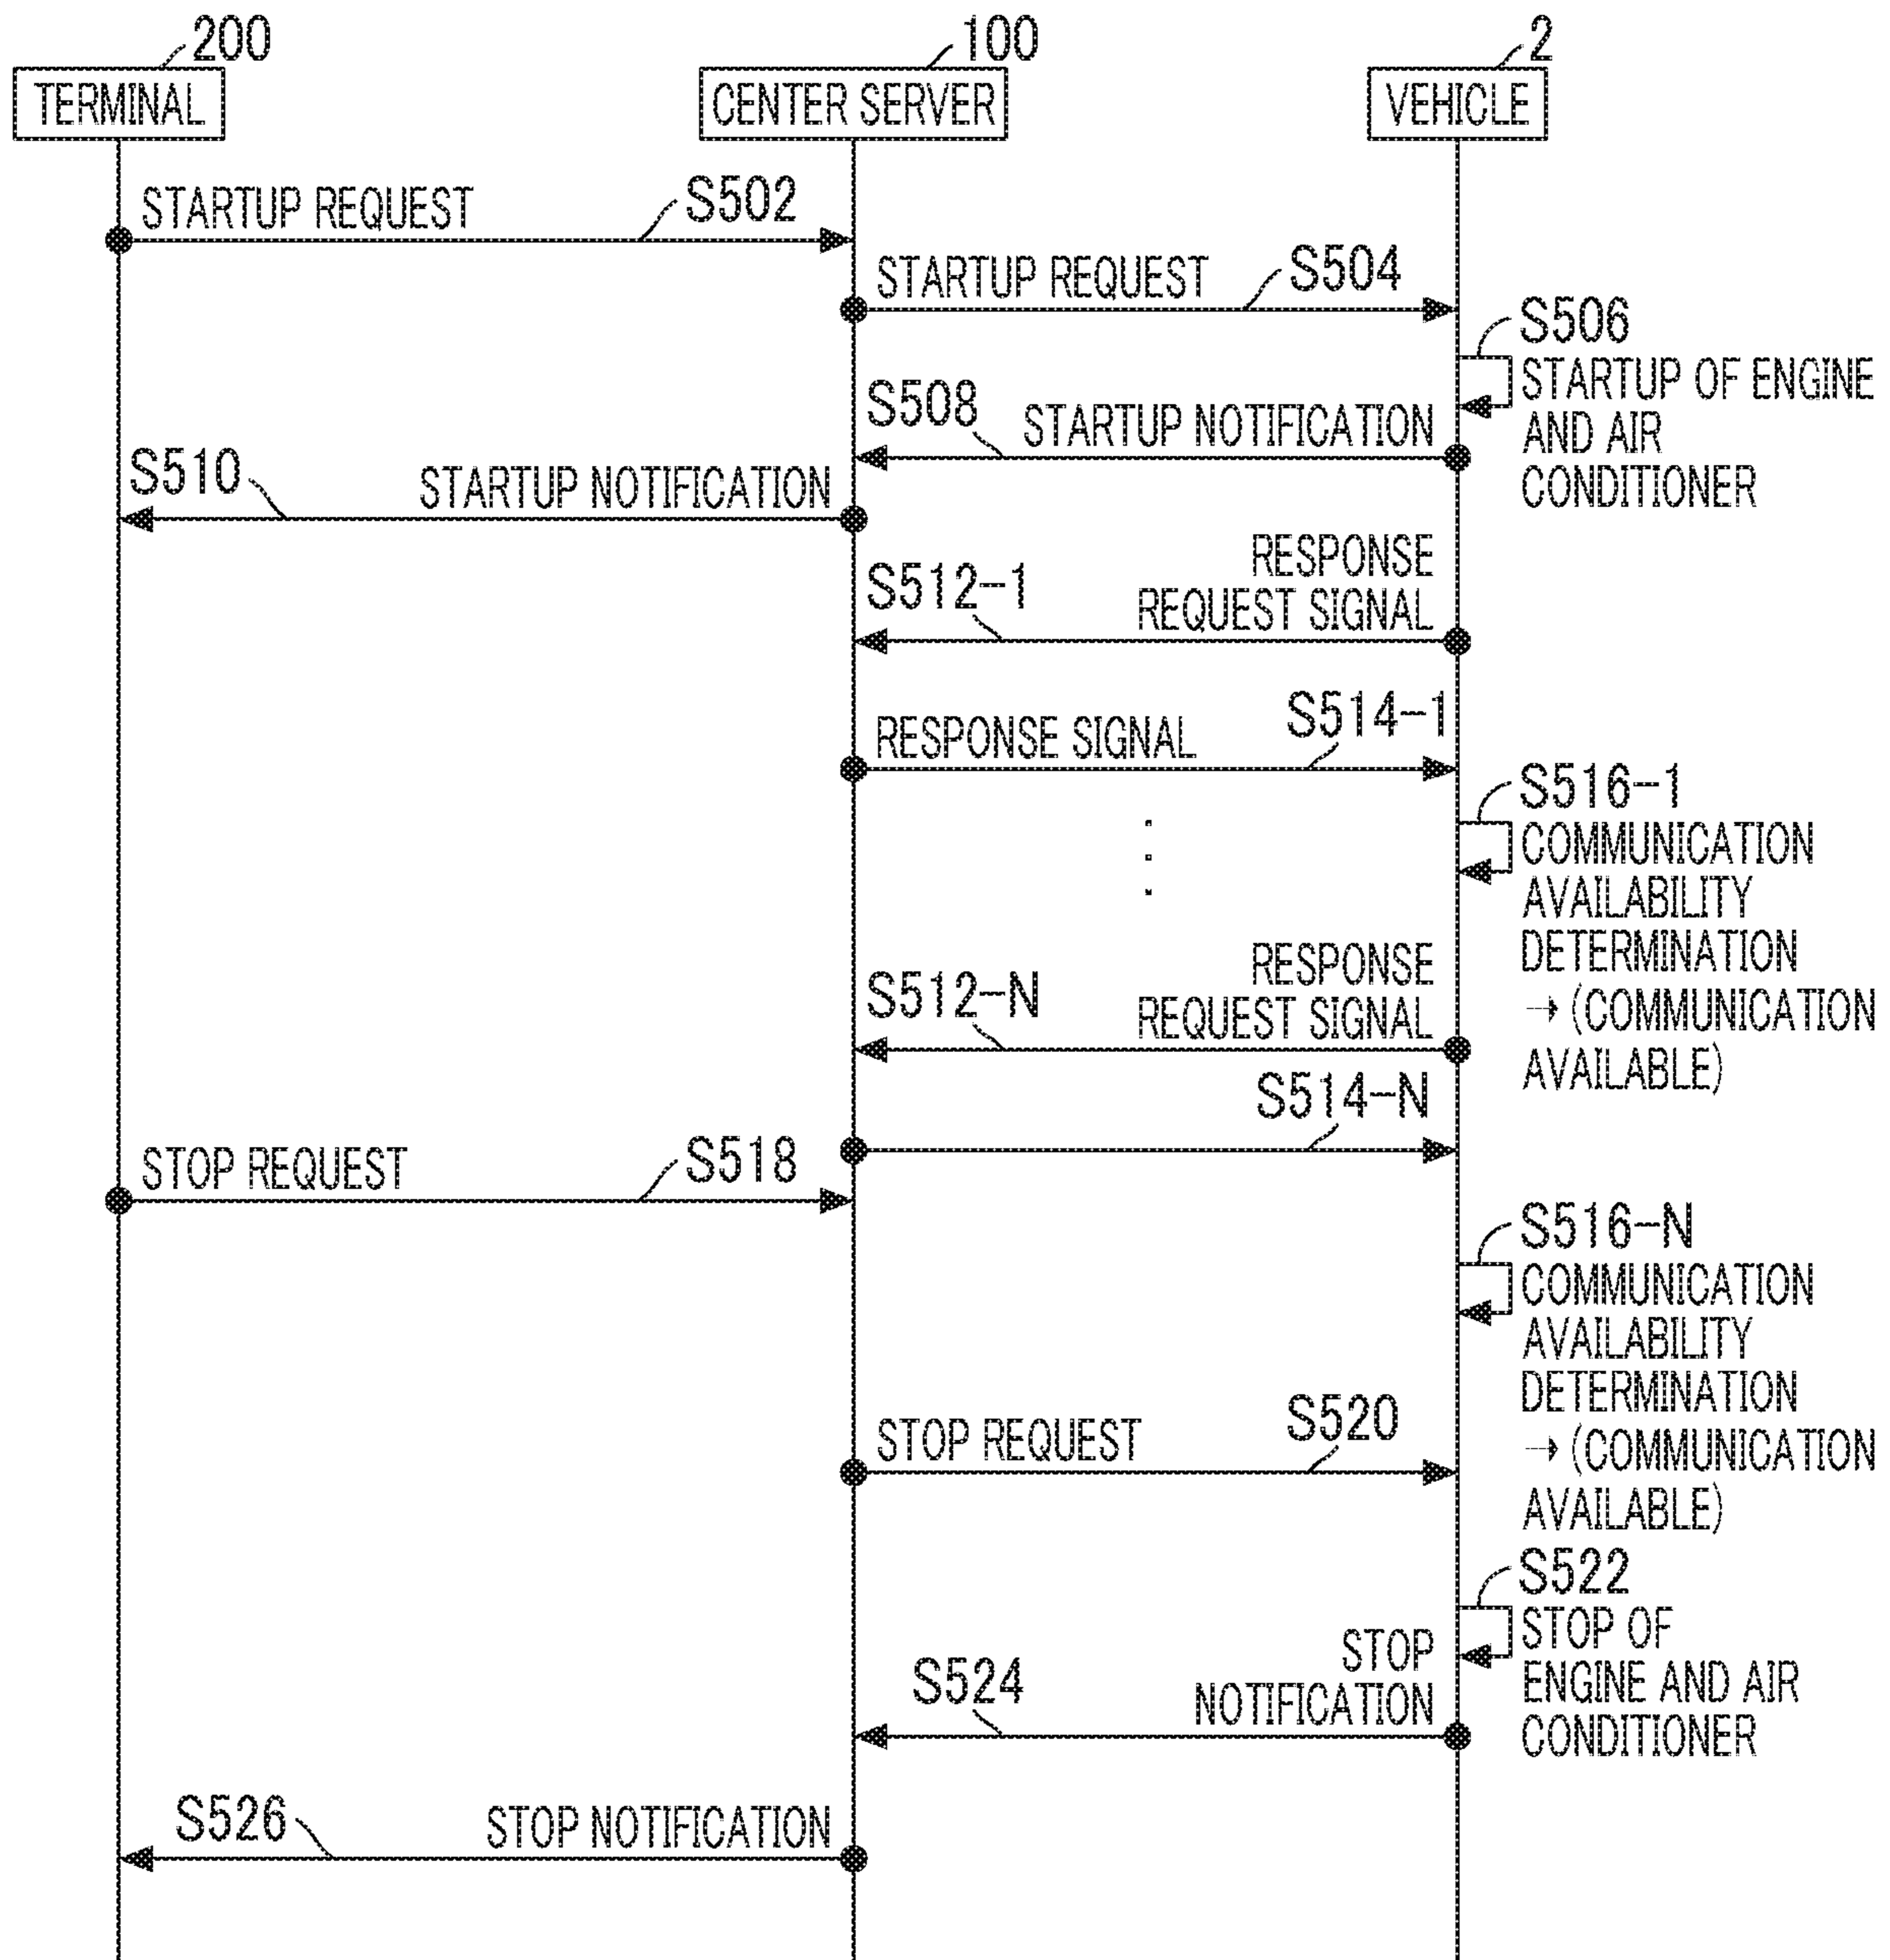 200
100
2
TERMINAL
CENTER SERVER
VEHICLE
STARTUP REQUEST
S502
STARTUP REQUEST
S504
S506
STARTUP OF ENGINE
AND AIR
CONDITIONER
S508
STARTUP NOTIFICATION
S510
STARTUP NOTIFICATION
S512-1
RESPONSE
REQUEST SIGNAL
RESPONSE SIGNAL
S514-1
S516-1
COMMUNICATION
AVAILABILITY
DETERMINATION
→ (COMMUNICATION
AVAILABLE)
S512-N
RESPONSE
REQUEST SIGNAL
S514-N
STOP REQUEST
S518
S516-N
COMMUNICATION
AVAILABILITY
DETERMINATION
→ (COMMUNICATION
AVAILABLE)
STOP REQUEST
S520
S522
STOP OF
ENGINE AND AIR
CONDITIONER
S524
STOP
NOTIFICATION
S526
STOP NOTIFICATION